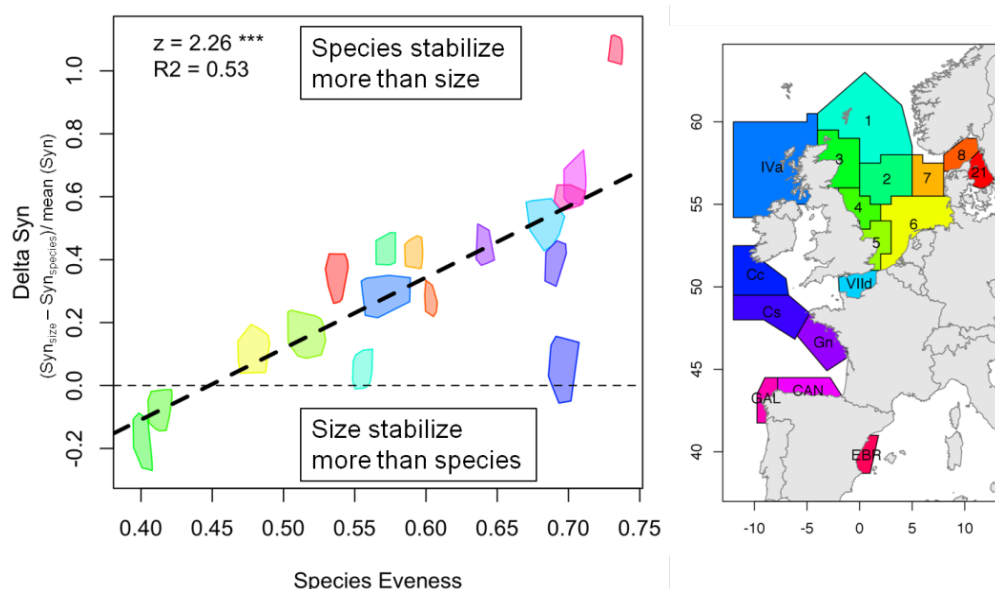 z = 2.26 ***
R2 = 0.53
Species stabilize
more than size
Size stabilize
more than species
Delta Syn
(Syn_size – Syn_species)/ mean (Syn)
1.0
0.8
0.6
0.4
0.2
0.0
-0.2
0.40 0.45 0.50 0.55 0.60 0.65 0.70 0.75
Species Eveness
60
55
50
45
40
-10 -5 0 5 10
1
IVa
3
2
7
8
21
4
5
6
Cc
VIId
Cs
Gn
GAL
CAN
EBR